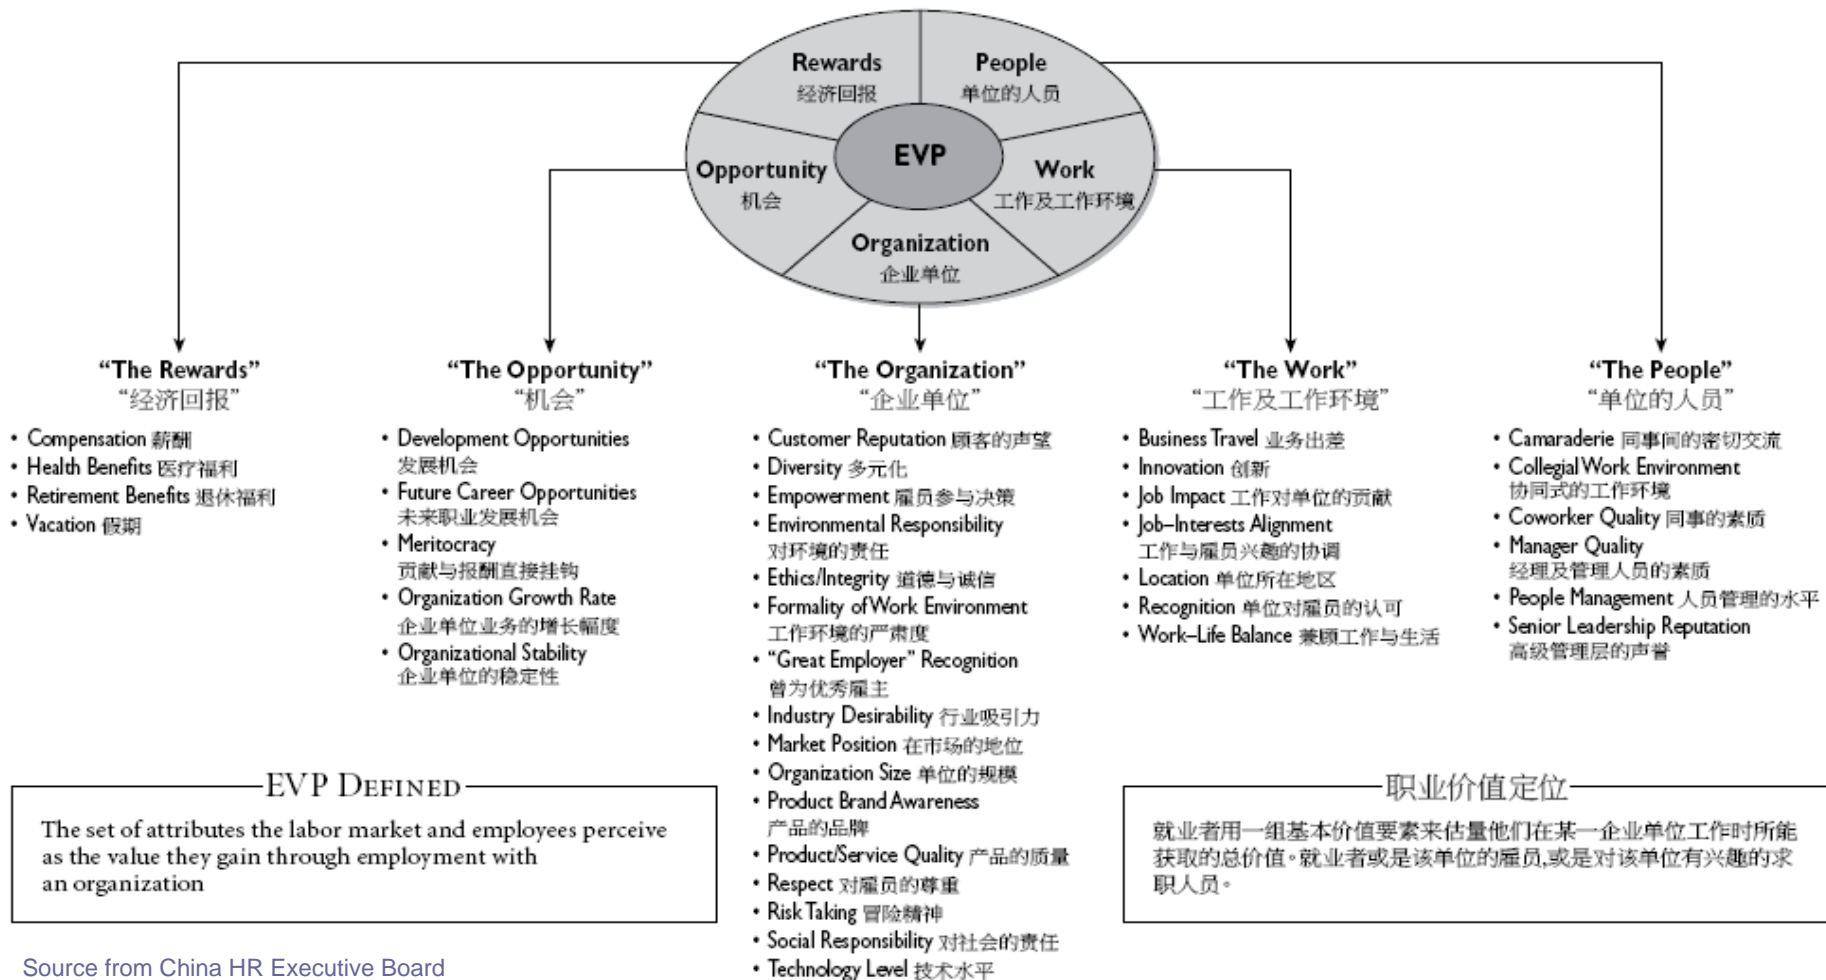 Rewards
经济回报
People
单位的人员
EVP
Opportunity
机会
Work
工作及工作环境
Organization
企业单位
“The Rewards”
“经济回报”
• Compensation 薪酬
• Health Benefits 医疗福利
• Retirement Benefits 退休福利
• Vacation 假期
“The Opportunity”
“机会”
• Development Opportunities
发展机会
• Future Career Opportunities
未来职业发展机会
• Meritocracy
贡献与报酬直接挂钩
• Organization Growth Rate
企业单位业务的增长幅度
• Organizational Stability
企业单位的稳定性
“The Organization”
“企业单位”
• Customer Reputation 顾客的声望
• Diversity 多元化
• Empowerment 雇员参与决策
• Environmental Responsibility
对环境的责任
• Ethics/Integrity 道德与诚信
• Formality of Work Environment
工作环境的严肃度
• “Great Employer” Recognition
曾为优秀雇主
• Industry Desirability 行业吸引力
• Market Position 在市场的地位
• Organization Size 单位的规模
• Product Brand Awareness
产品的品牌
• Product/Service Quality 产品的质量
• Respect 对雇员的尊重
• Risk Taking 冒险精神
• Social Responsibility 对社会的责任
• Technology Level 技术水平
“The Work”
“工作及工作环境”
• Business Travel 业务出差
• Innovation 创新
• Job Impact 工作对单位的贡献
• Job–Interests Alignment
工作与雇员兴趣的协调
• Location 单位所在地区
• Recognition 单位对雇员的认可
• Work–Life Balance 兼顾工作与生活
“The People”
“单位的人员”
• Camaraderie 同事间的密切交流
• Collegial Work Environment
协同式的工作环境
• Coworker Quality 同事的素质
• Manager Quality
经理及管理人员的素质
• People Management 人员管理的水平
• Senior Leadership Reputation
高级管理层的声誉
EVP DEFINED
The set of attributes the labor market and employees perceive
as the value they gain through employment with
an organization
职业价值定位
就业者用一组基本价值要素来估量他们在某一企业单位工作时所能
获取的总价值。就业者或是该单位的雇员,或是对该单位有兴趣的求
职人员。
Source from China HR Executive Board